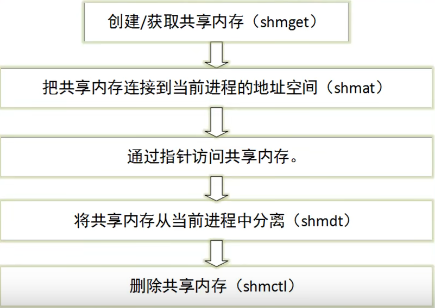 创建/获取共享内存（shmget）
把共享内存连接到当前进程的地址空间（shmat）
通过指针访问共享内存。
将共享内存从当前进程中分离（shmdt）
删除共享内存（shmctl）